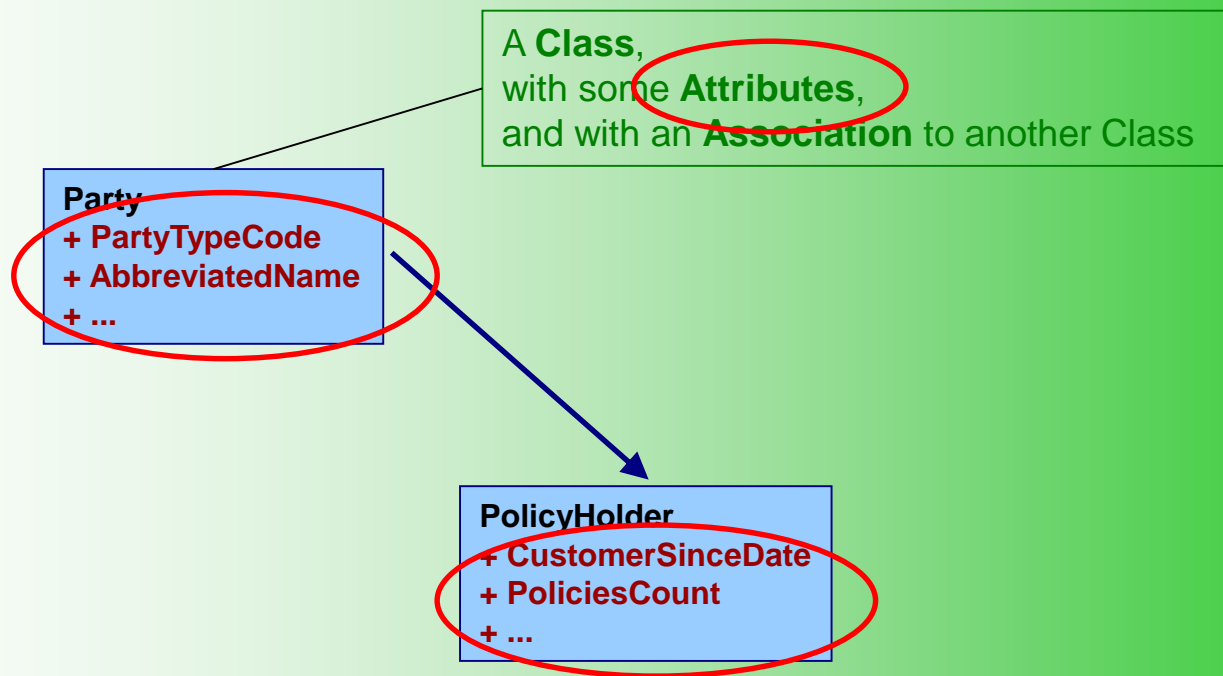 A Class,
with some Attributes,
and with an Association to another Class
Party
+ PartyTypeCode
+ AbbreviatedName
+ ...
PolicyHolder
+ CustomerSinceDate
+ PoliciesCount
+ ...